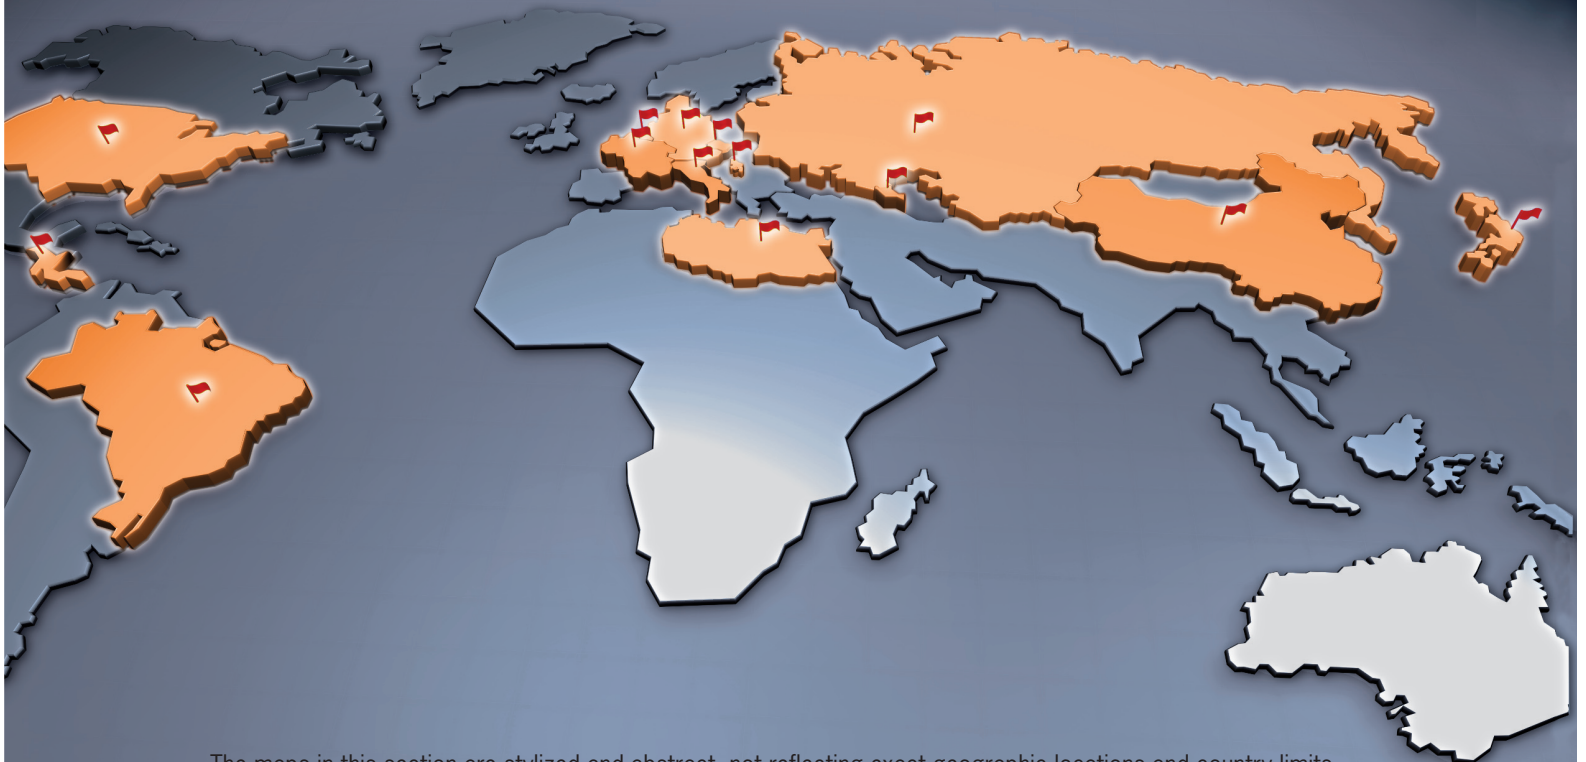 The maps in this section are stylized and abstract, not reflecting exact geographic locations and country limits